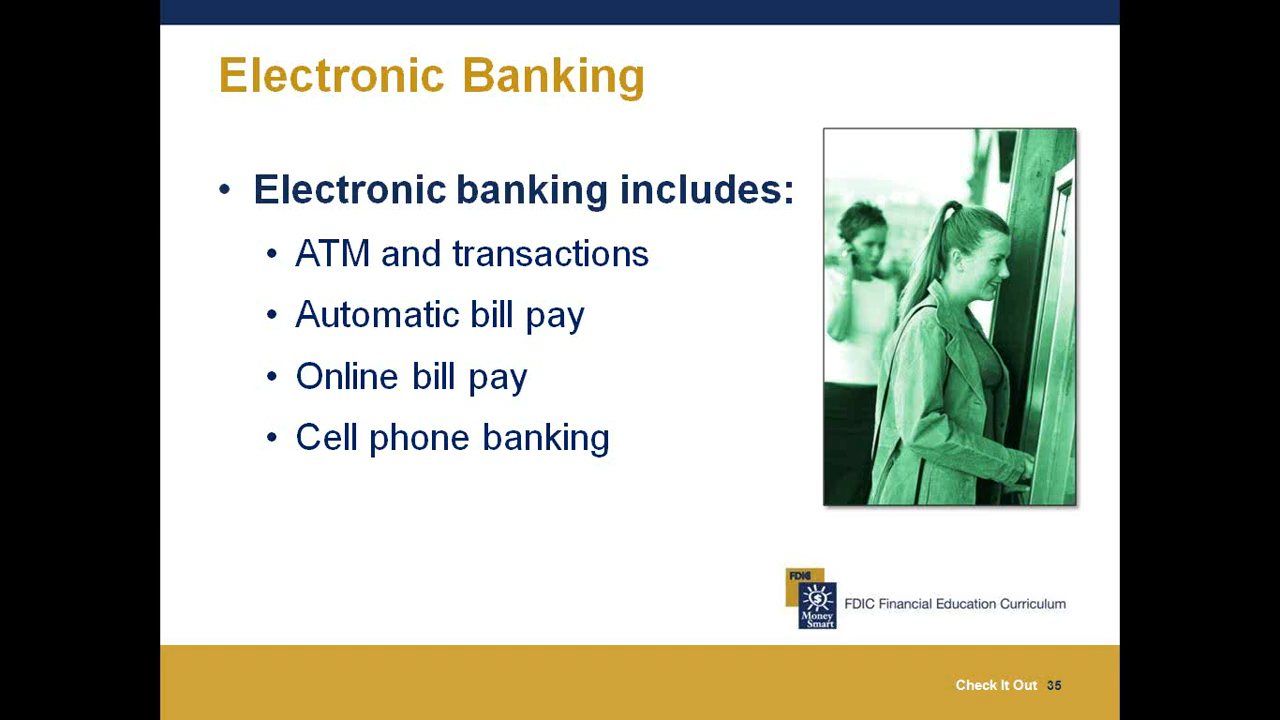 Electronic Banking
• Electronic banking includes:
• ATM and transactions
• Automatic bill pay
• Online bill pay
• Cell phone banking
FDIC
Money
Smart
FDIC Financial Education Curriculum
Check It Out 35